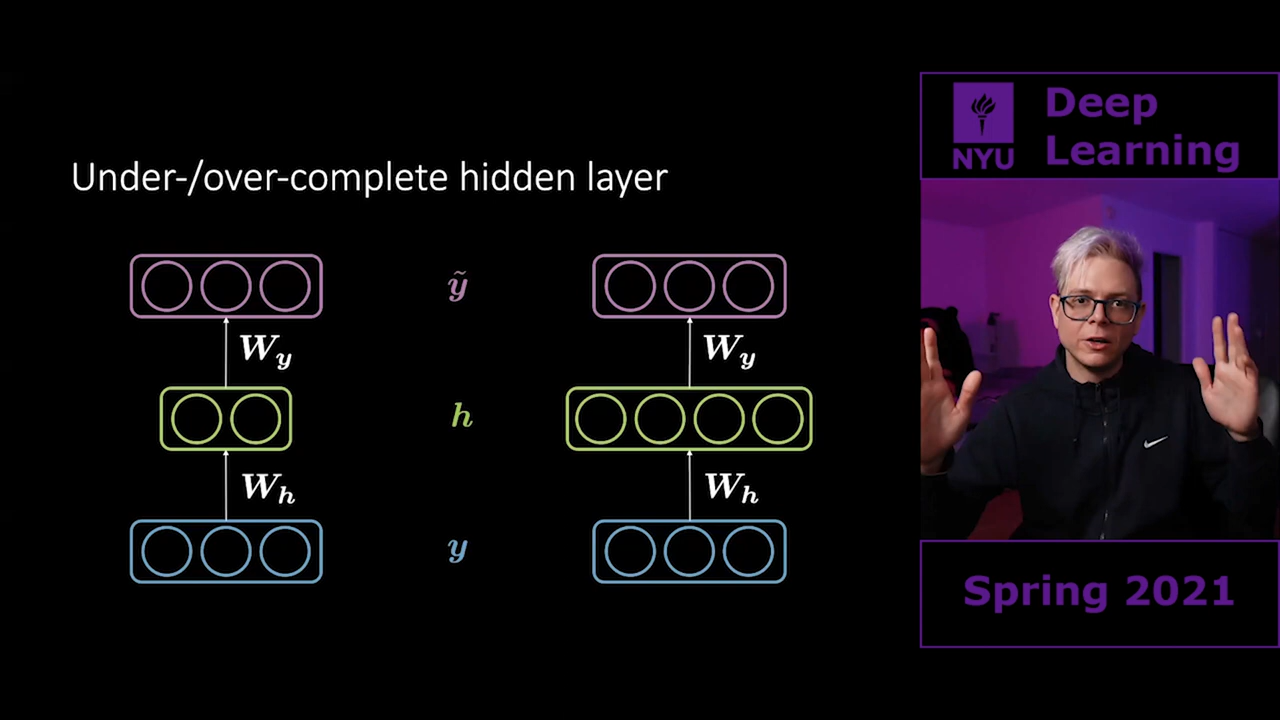 Under-/over-complete hidden layer
ỹ
W_y
W_y
h
W_h
W_h
y
NYU
Deep
Learning
Spring 2021